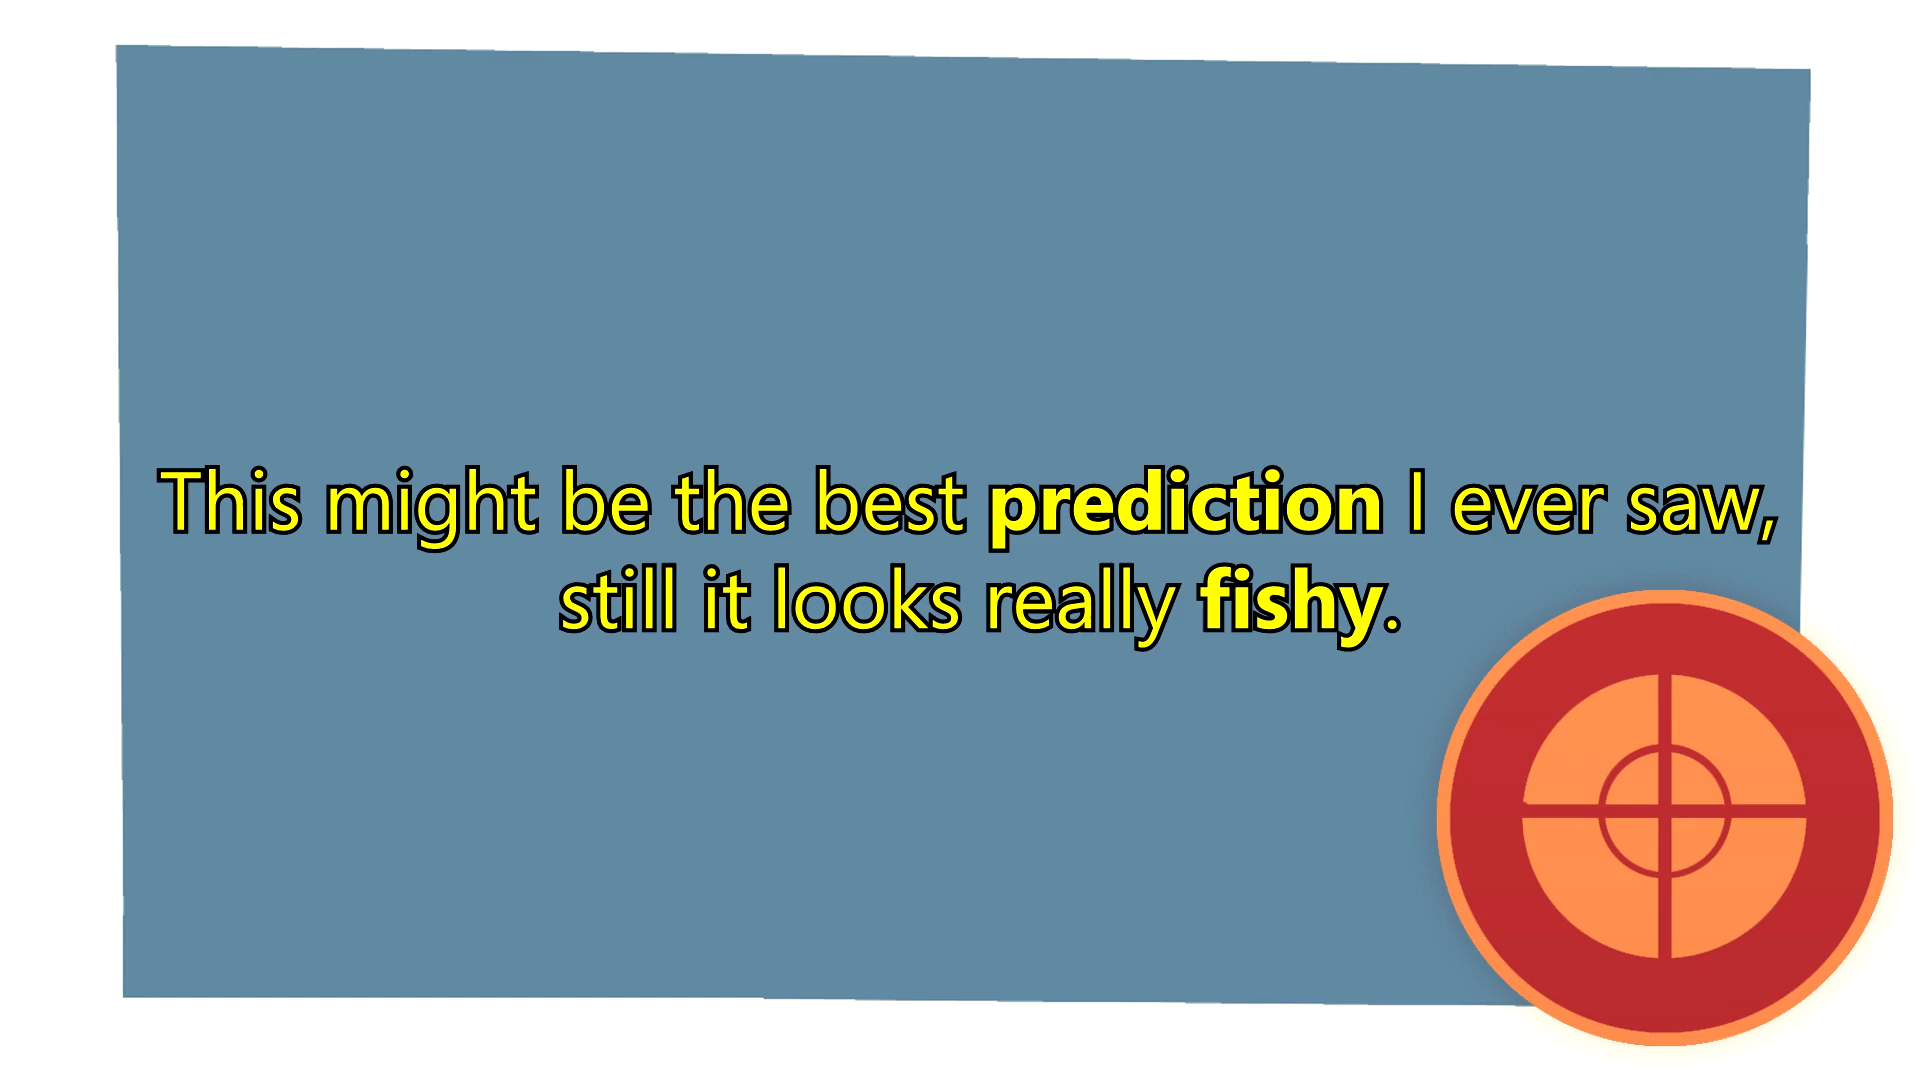 This might be the best prediction I ever saw,
still it looks really fishy.